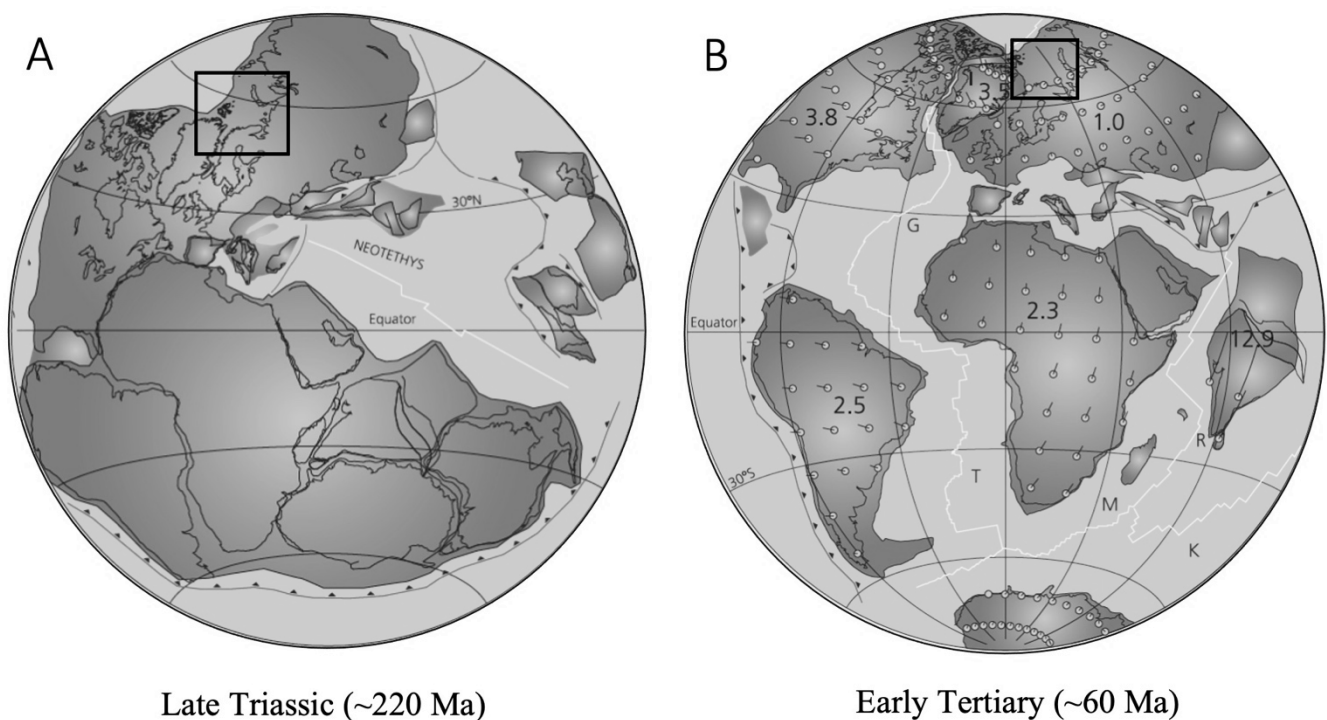 A
30°N
NEOTETHYS
Equator
Late Triassic (~220 Ma)
B
3.8
3.5
1.0
G
2.3
Equator
12.9
2.5
R
30°S
T
M
K
Early Tertiary (~60 Ma)